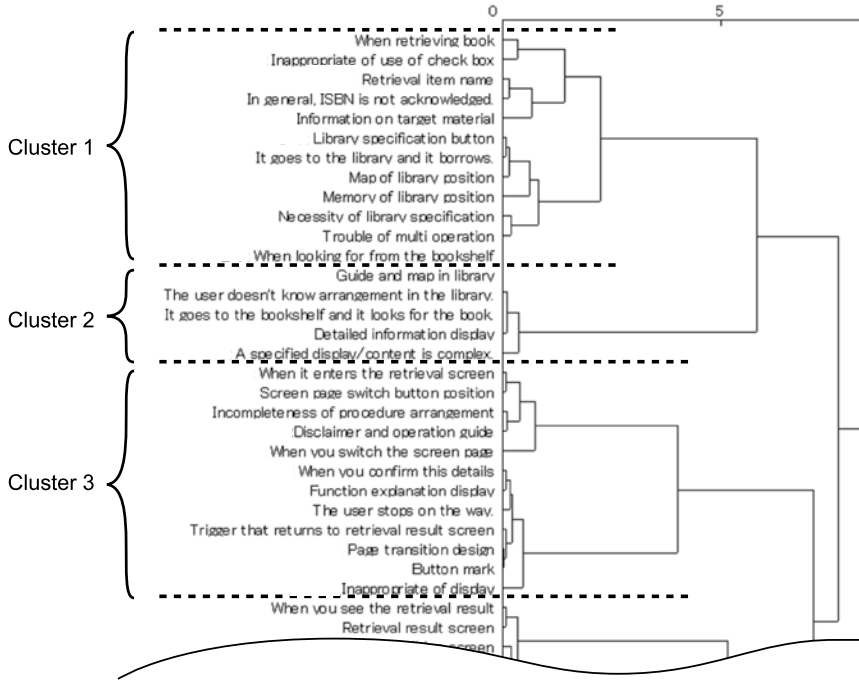 0 5
When retrieving book
Inappropriate of use of check box
Retrieval item name
In general, ISBN is not acknowledged.
Information on target material
Library specification button
Cluster 1
It goes to the library and it borrows.
Map of library position
Memory of library position
Necessity of library specification
Trouble of multi operation
When looking for from the bookshelf
Guide and map in library
The user doesn't know arrangement in the library.
Cluster 2
It goes to the bookshelf and it looks for the book.
Detailed information display
A specified display/content is complex.
When it enters the retrieval screen
Screen page switch button position
Incompleteness of procedure arrangement
Disclaimer and operation guide
When you switch the screen page
When you confirm this details
Cluster 3
Function explanation display
The user stops on the way.
Trigger that returns to retrieval result screen
Page transition design
Button mark
Inappropriate of display
When you see the retrieval result
Retrieval result screen
screen